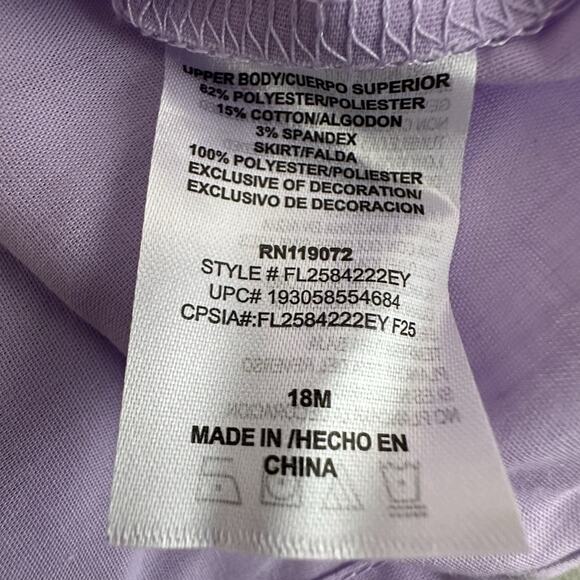 UPPER BODY/CUERPO SUPERIOR
82% POLYESTER/POLIESTER
15% COTTON/ALGODON
3% SPANDEX
SKIRT/FALDA
100% POLYESTER/POLIESTER
EXCLUSIVE OF DECORATION/
EXCLUSIVO DE DECORACION
RN119072
STYLE # FL2584222EY
UPC# 193058554684
CPSIA#:FL2584222EY F25
18M
MADE IN /HECHO EN
CHINA